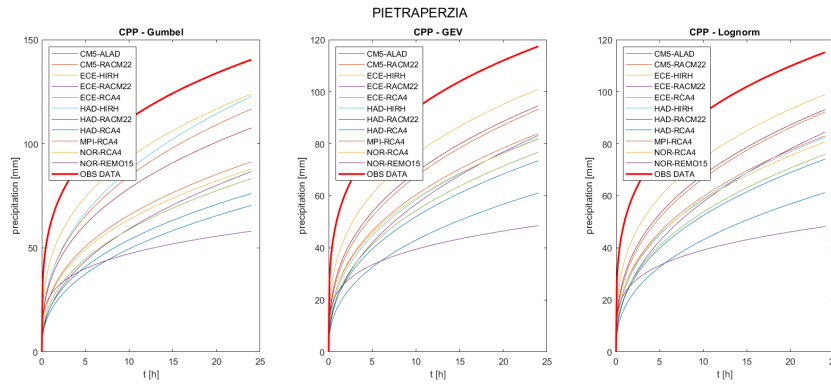 PIETRAPERZIA
CPP - Gumbel
150
100
50
0
precipitation [mm]
0 5 10 15 20 25
t [h]
CM5-ALAD
CM5-RACM22
ECE-HIRH
ECE-RACM22
ECE-RCA4
HAD-HIRH
HAD-RACM22
HAD-RCA4
MPI-RCA4
NOR-RCA4
NOR-REMO15
OBS DATA
CPP - GEV
120
100
80
60
40
20
0
precipitation [mm]
0 5 10 15 20 25
t [h]
CM5-ALAD
CM5-RACM22
ECE-HIRH
ECE-RACM22
ECE-RCA4
HAD-HIRH
HAD-RACM22
HAD-RCA4
MPI-RCA4
NOR-RCA4
NOR-REMO15
OBS DATA
CPP - Lognorm
120
100
80
60
40
20
0
precipitation [mm]
0 5 10 15 20 25
t [h]
CM5-ALAD
CM5-RACM22
ECE-HIRH
ECE-RACM22
ECE-RCA4
HAD-HIRH
HAD-RACM22
HAD-RCA4
MPI-RCA4
NOR-RCA4
NOR-REMO15
OBS DATA